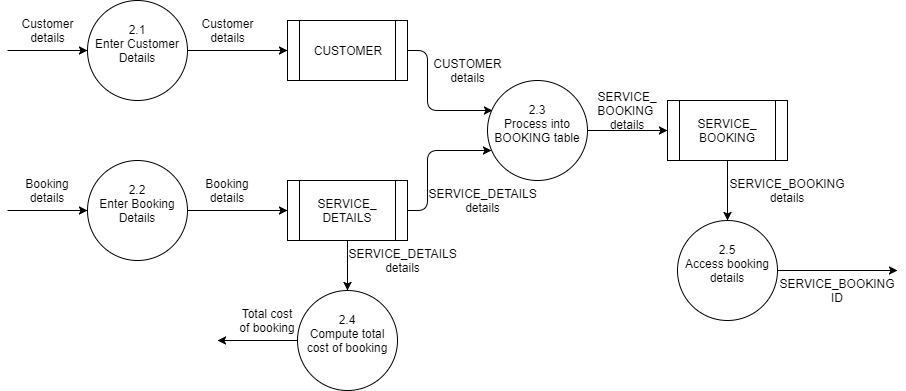 Customer
details
2.1
Enter Customer
Details
Customer
details
CUSTOMER
CUSTOMER
details
2.3
Process into
BOOKING table
SERVICE_
BOOKING
details
SERVICE_
BOOKING
Booking
details
2.2
Enter Booking
Details
Booking
details
SERVICE_
DETAILS
SERVICE_DETAILS
details
SERVICE_BOOKING
details
SERVICE_DETAILS
details
2.5
Access booking
details
SERVICE_BOOKING
ID
Total cost
of booking
2.4
Compute total
cost of booking